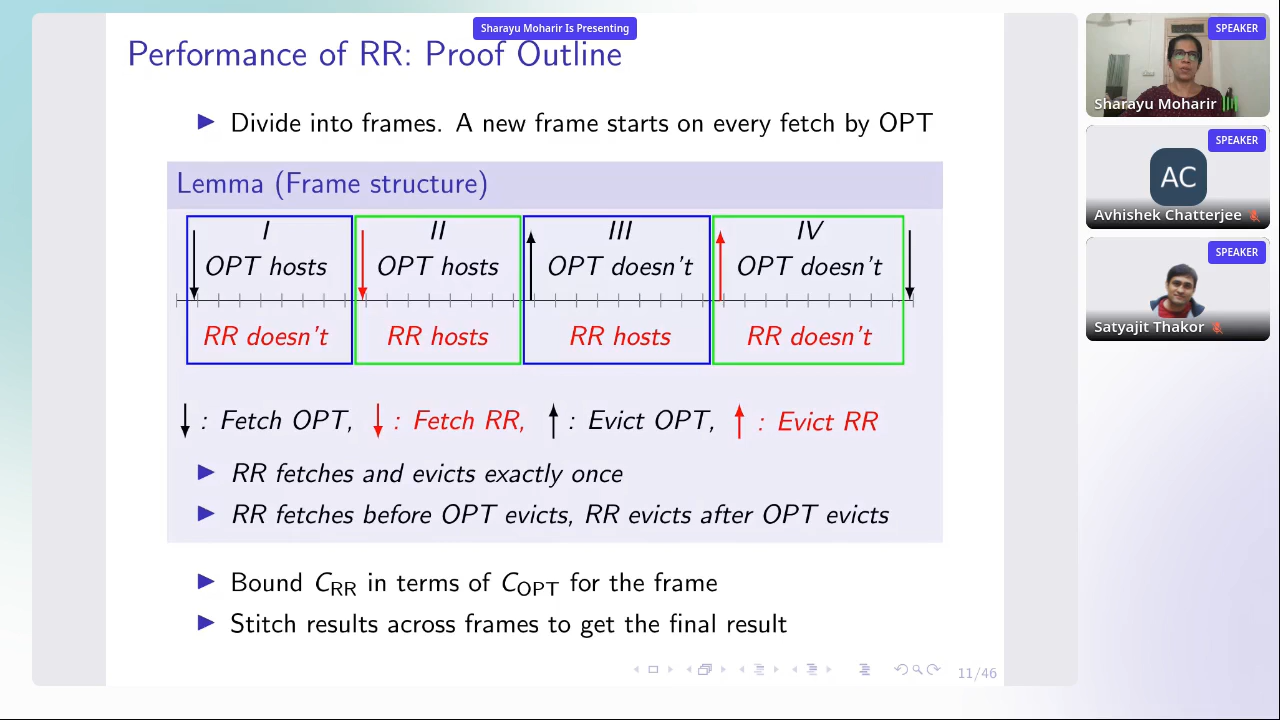 Sharayu Moharir Is Presenting
Performance of RR: Proof Outline
Divide into frames. A new frame starts on every fetch by OPT
Lemma (Frame structure)
I II III IV
OPT hosts OPT hosts OPT doesn't OPT doesn't
RR doesn't RR hosts RR hosts RR doesn't
: Fetch OPT, : Fetch RR, : Evict OPT, : Evict RR
RR fetches and evicts exactly once
RR fetches before OPT evicts, RR evicts after OPT evicts
Bound C_RR in terms of C_OPT for the frame
Stitch results across frames to get the final result
11/46
SPEAKER
Sharayu Moharir
SPEAKER
AC
Avhishek Chatterjee
SPEAKER
Satyajit Thakor